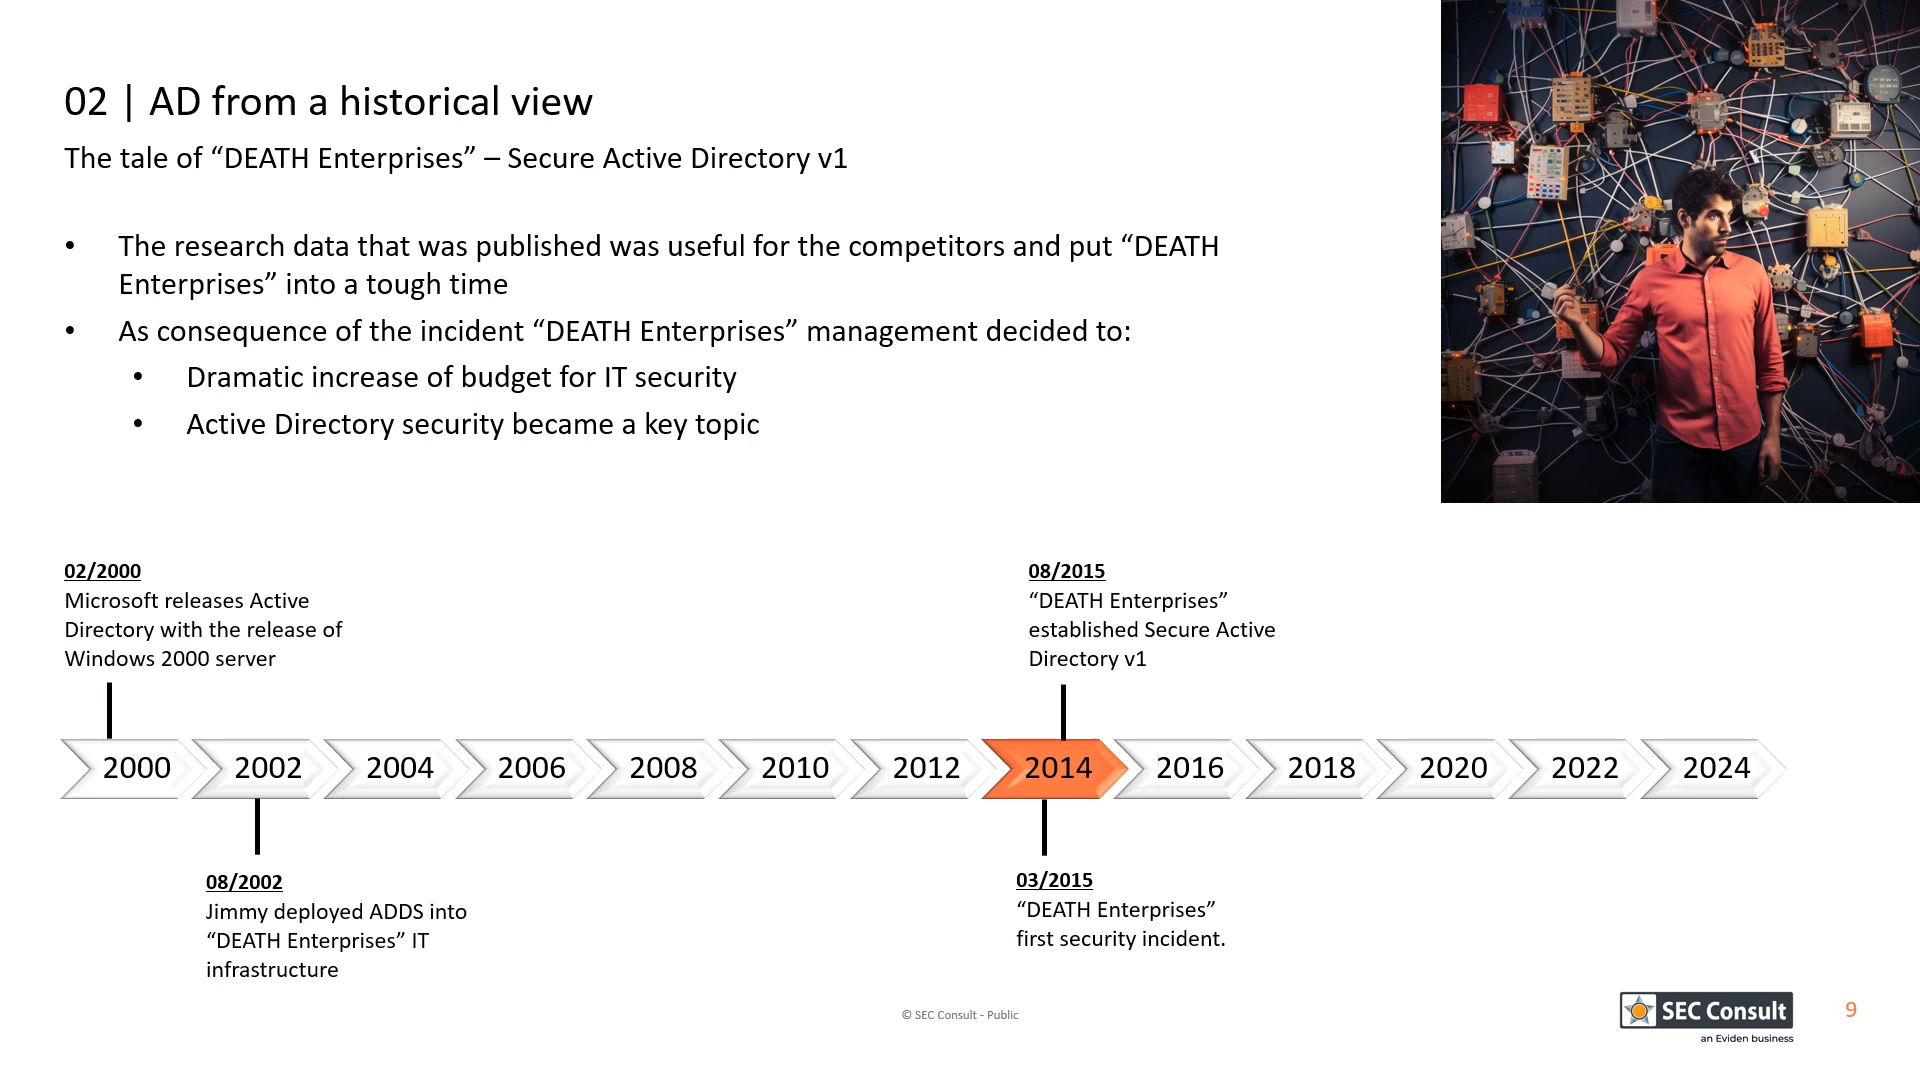 02 | AD from a historical view
The tale of “DEATH Enterprises” – Secure Active Directory v1
• The research data that was published was useful for the competitors and put “DEATH
Enterprises” into a tough time
• As consequence of the incident “DEATH Enterprises” management decided to:
• Dramatic increase of budget for IT security
• Active Directory security became a key topic
02/2000
Microsoft releases Active
Directory with the release of
Windows 2000 server
08/2015
“DEATH Enterprises”
established Secure Active
Directory v1
2000 2002 2004 2006 2008 2010 2012 2014 2016 2018 2020 2022 2024
08/2002
Jimmy deployed ADDS into
“DEATH Enterprises” IT
infrastructure
03/2015
“DEATH Enterprises”
first security incident.
© SEC Consult - Public
SEC Consult
an Eviden business
9